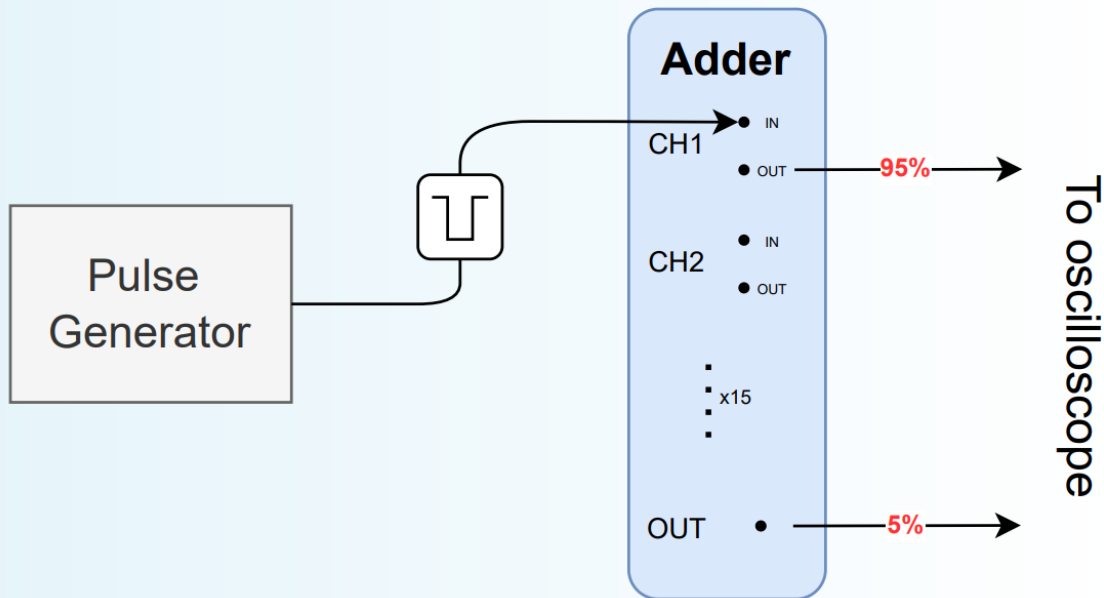 Adder
CH1
IN
OUT
95%
CH2
IN
OUT
x15
OUT
5%
Pulse
Generator
To oscilloscope